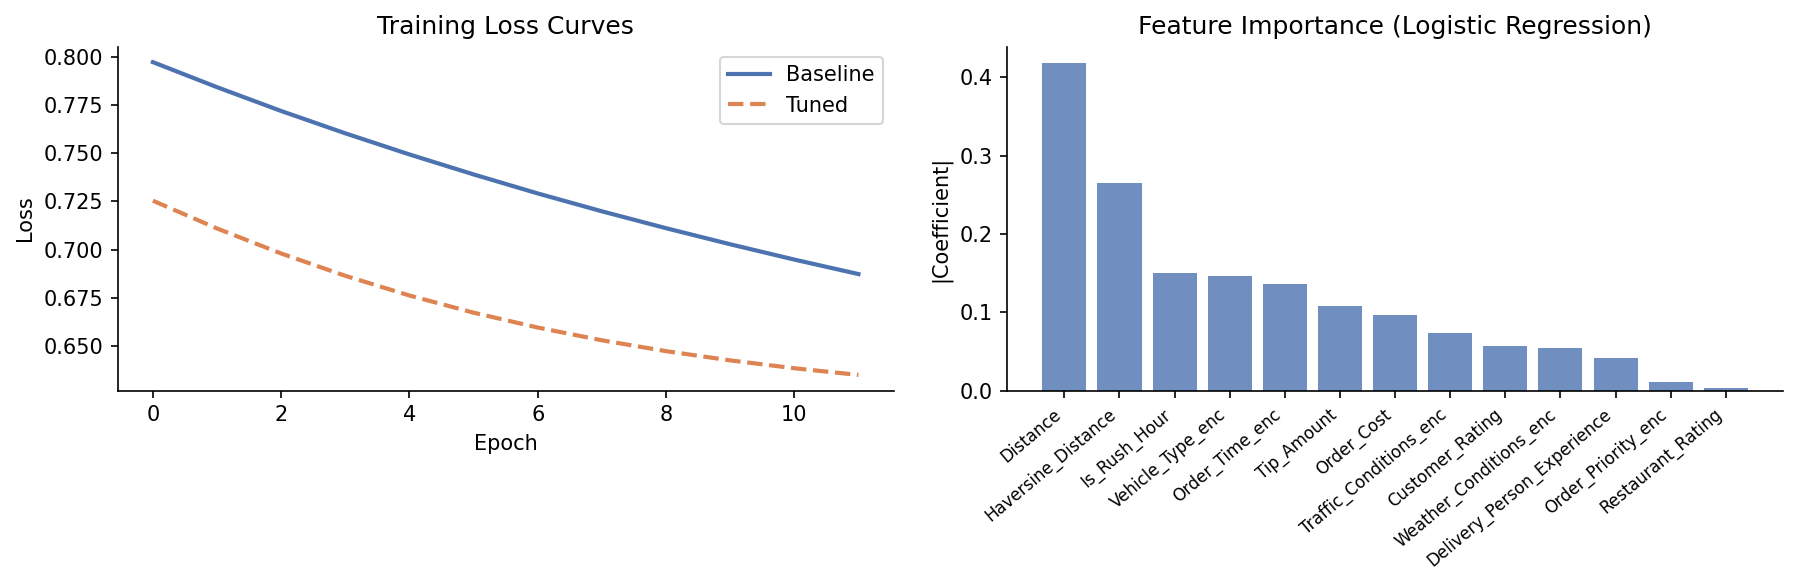 Training Loss Curves
Loss
0.800
0.775
0.750
0.725
0.700
0.675
0.650
Baseline
Tuned
0 2 4 6 8 10
Epoch
Feature Importance (Logistic Regression)
|Coefficient|
0.4
0.3
0.2
0.1
0.0
Distance
Haversine_Distance
Is_Rush_Hour
Vehicle_Type_enc
Order_Time_enc
Tip_Amount
Order_Cost
Traffic_Conditions_enc
Customer_Rating
Weather_Conditions_enc
Delivery_Person_Experience
Order_Priority_enc
Restaurant_Rating